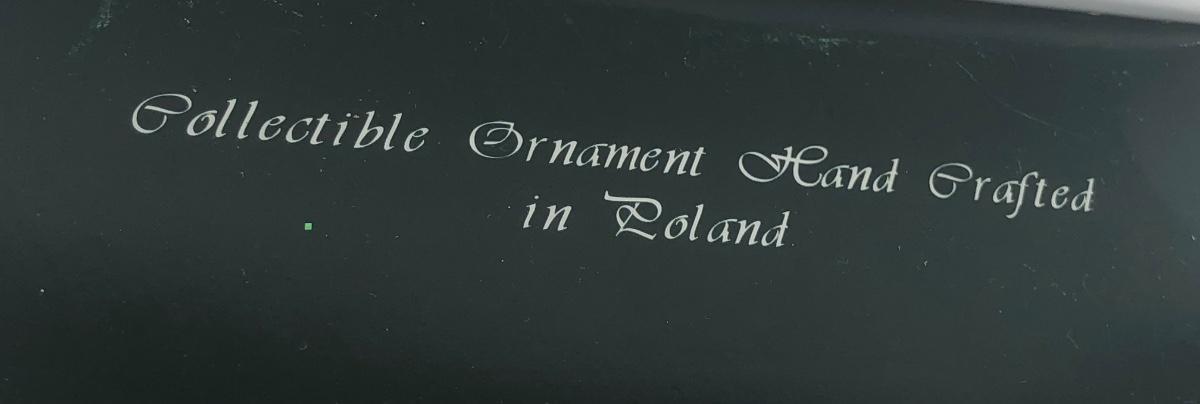 Collectible Ornament Hand Crafted
in Poland